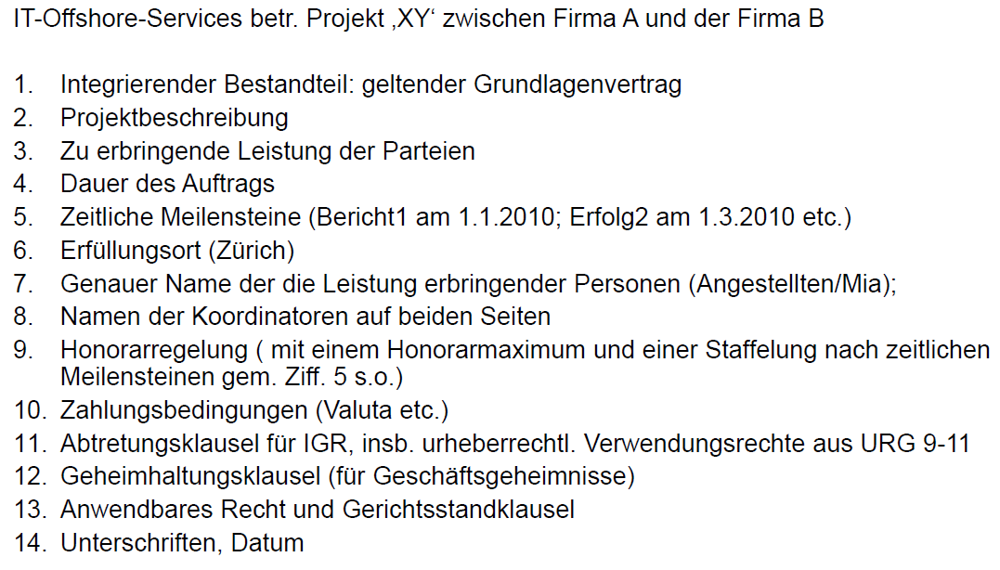 IT-Offshore-Services betr. Projekt ‚XY‘ zwischen Firma A und der Firma B
1. Integrierender Bestandteil: geltender Grundlagenvertrag
2. Projektbeschreibung
3. Zu erbringende Leistung der Parteien
4. Dauer des Auftrags
5. Zeitliche Meilensteine (Bericht1 am 1.1.2010; Erfolg2 am 1.3.2010 etc.)
6. Erfüllungsort (Zürich)
7. Genauer Name der die Leistung erbringender Personen (Angestellten/Mia);
8. Namen der Koordinatoren auf beiden Seiten
9. Honorarregelung ( mit einem Honorarmaximum und einer Staffelung nach zeitlichen
Meilensteinen gem. Ziff. 5 s.o.)
10. Zahlungsbedingungen (Valuta etc.)
11. Abtretungsklausel für IGR, insb. urheberrechtl. Verwendungsrechte aus URG 9-11
12. Geheimhaltungsklausel (für Geschäftsgeheimnisse)
13. Anwendbares Recht und Gerichtsstandklausel
14. Unterschriften, Datum